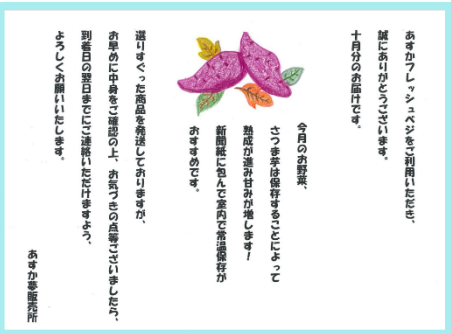 あすかフレッシュベジをご利用いただき、
誠にありがとうございます。
十月分のお届けです。
今月のお野菜、
さつま芋は保存することによって
熟成が進み甘みが増します！
新聞紙に包んで室内で常温保存が
おすすめです。
選りすぐった商品を発送しておりますが、
お早めに中身をご確認の上、お気づきの点等ございましたら、
到着日の翌日までにご連絡いただけますよう、
よろしくお願いいたします。
あすか夢販売所